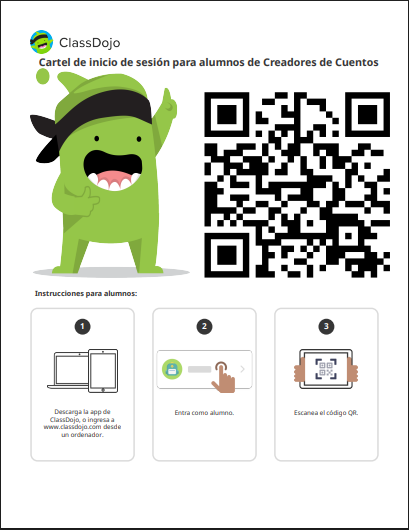 ClassDojo
Cartel de inicio de sesión para alumnos de Creadores de Cuentos
Instrucciones para alumnos:
1
Descarga la app de
ClassDojo, o ingresa a
www.classdojo.com desde
un ordenador.
2
Entra como alumno.
3
Escanea el código QR.